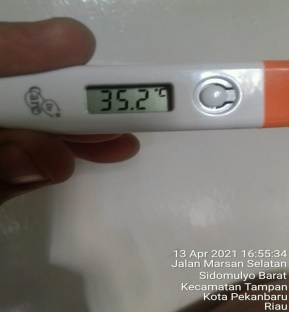 35.2°C
13 Apr 2021 16:55:34
Jalan Marsan Selatan
Sidomulyo Barat
Kecamatan Tampan
Kota Pekanbaru
Riau